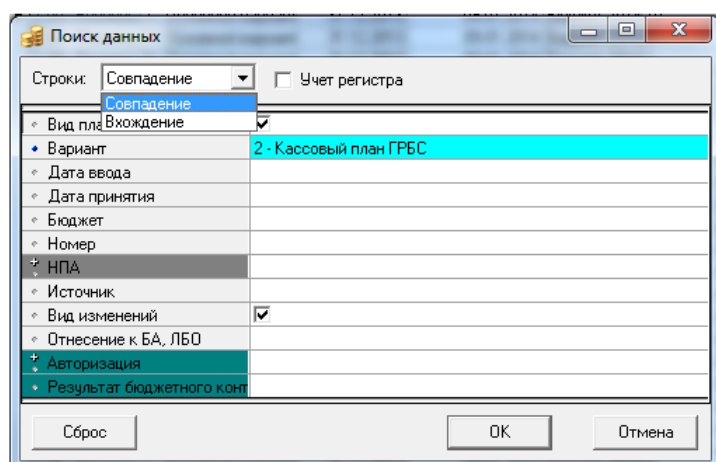 Поиск данных
Строки: Совпадение Учет регистра
Совпадение
Вхождение
Вид пла
Вариант 2 - Кассовый план ГРБС
Дата ввода
Дата принятия
Бюджет
Номер
НПА
Источник
Вид изменений
Отнесение к БА, ЛБО
Авторизация
Результат бюджетного конт
Сброс OK Отмена